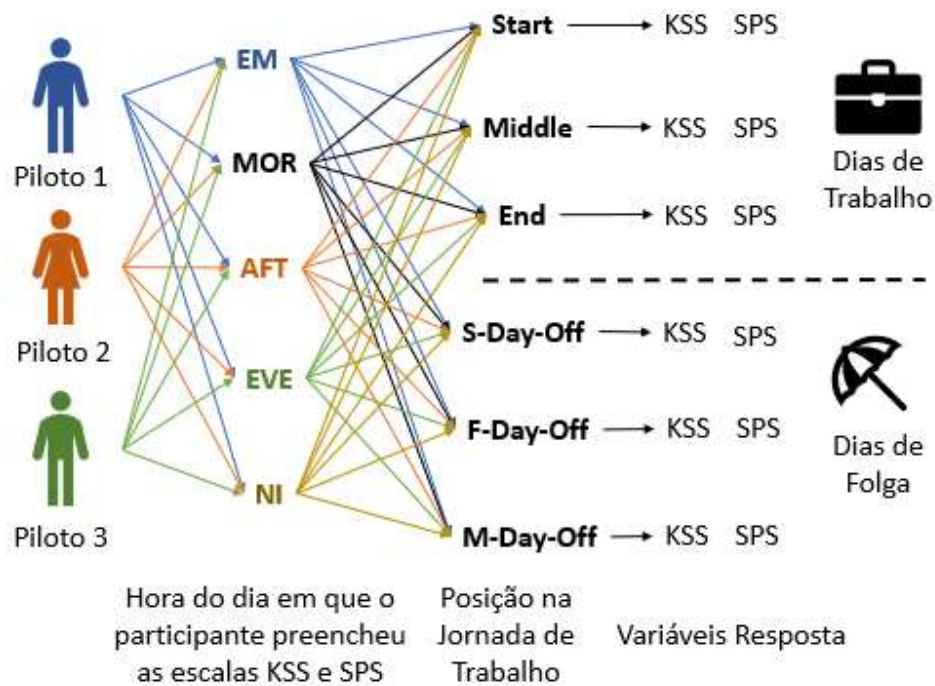 Piloto 1
Piloto 2
Piloto 3
EM
MOR
AFT
EVE
NI
Start
KSS SPS
Middle
KSS SPS
End
KSS SPS
S-Day-Off
KSS SPS
F-Day-Off
KSS SPS
M-Day-Off
KSS SPS
Dias de
Trabalho
Dias de
Folga
Hora do dia em que o
participante preencheu
as escalas KSS e SPS
Posição na
Jornada de
Trabalho
Variáveis Resposta